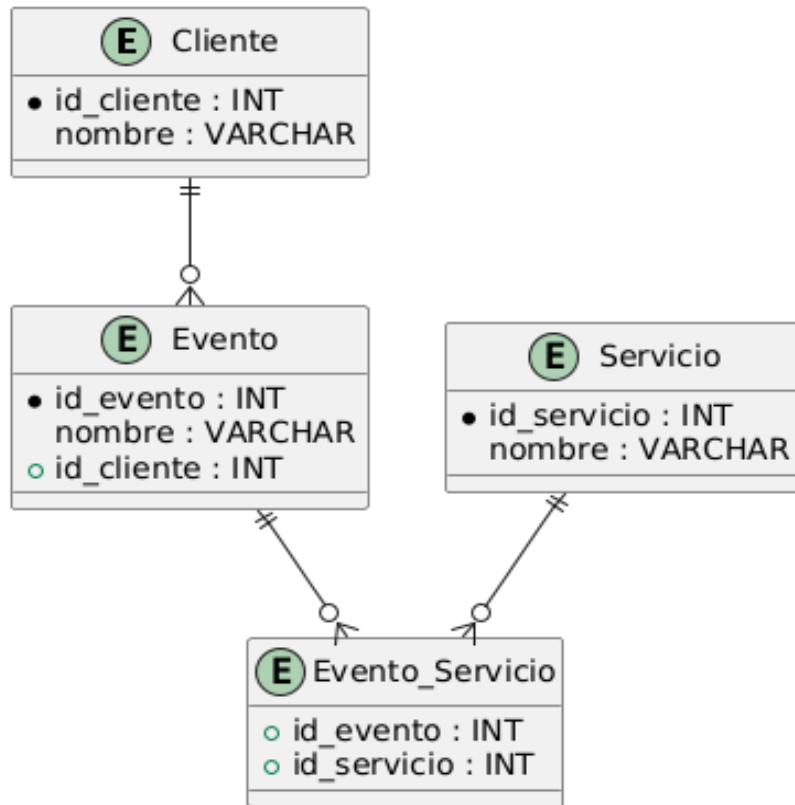 E Cliente
id_cliente : INT
nombre : VARCHAR
E Evento
id_evento : INT
nombre : VARCHAR
id_cliente : INT
E Servicio
id_servicio : INT
nombre : VARCHAR
E Evento_Servicio
id_evento : INT
id_servicio : INT